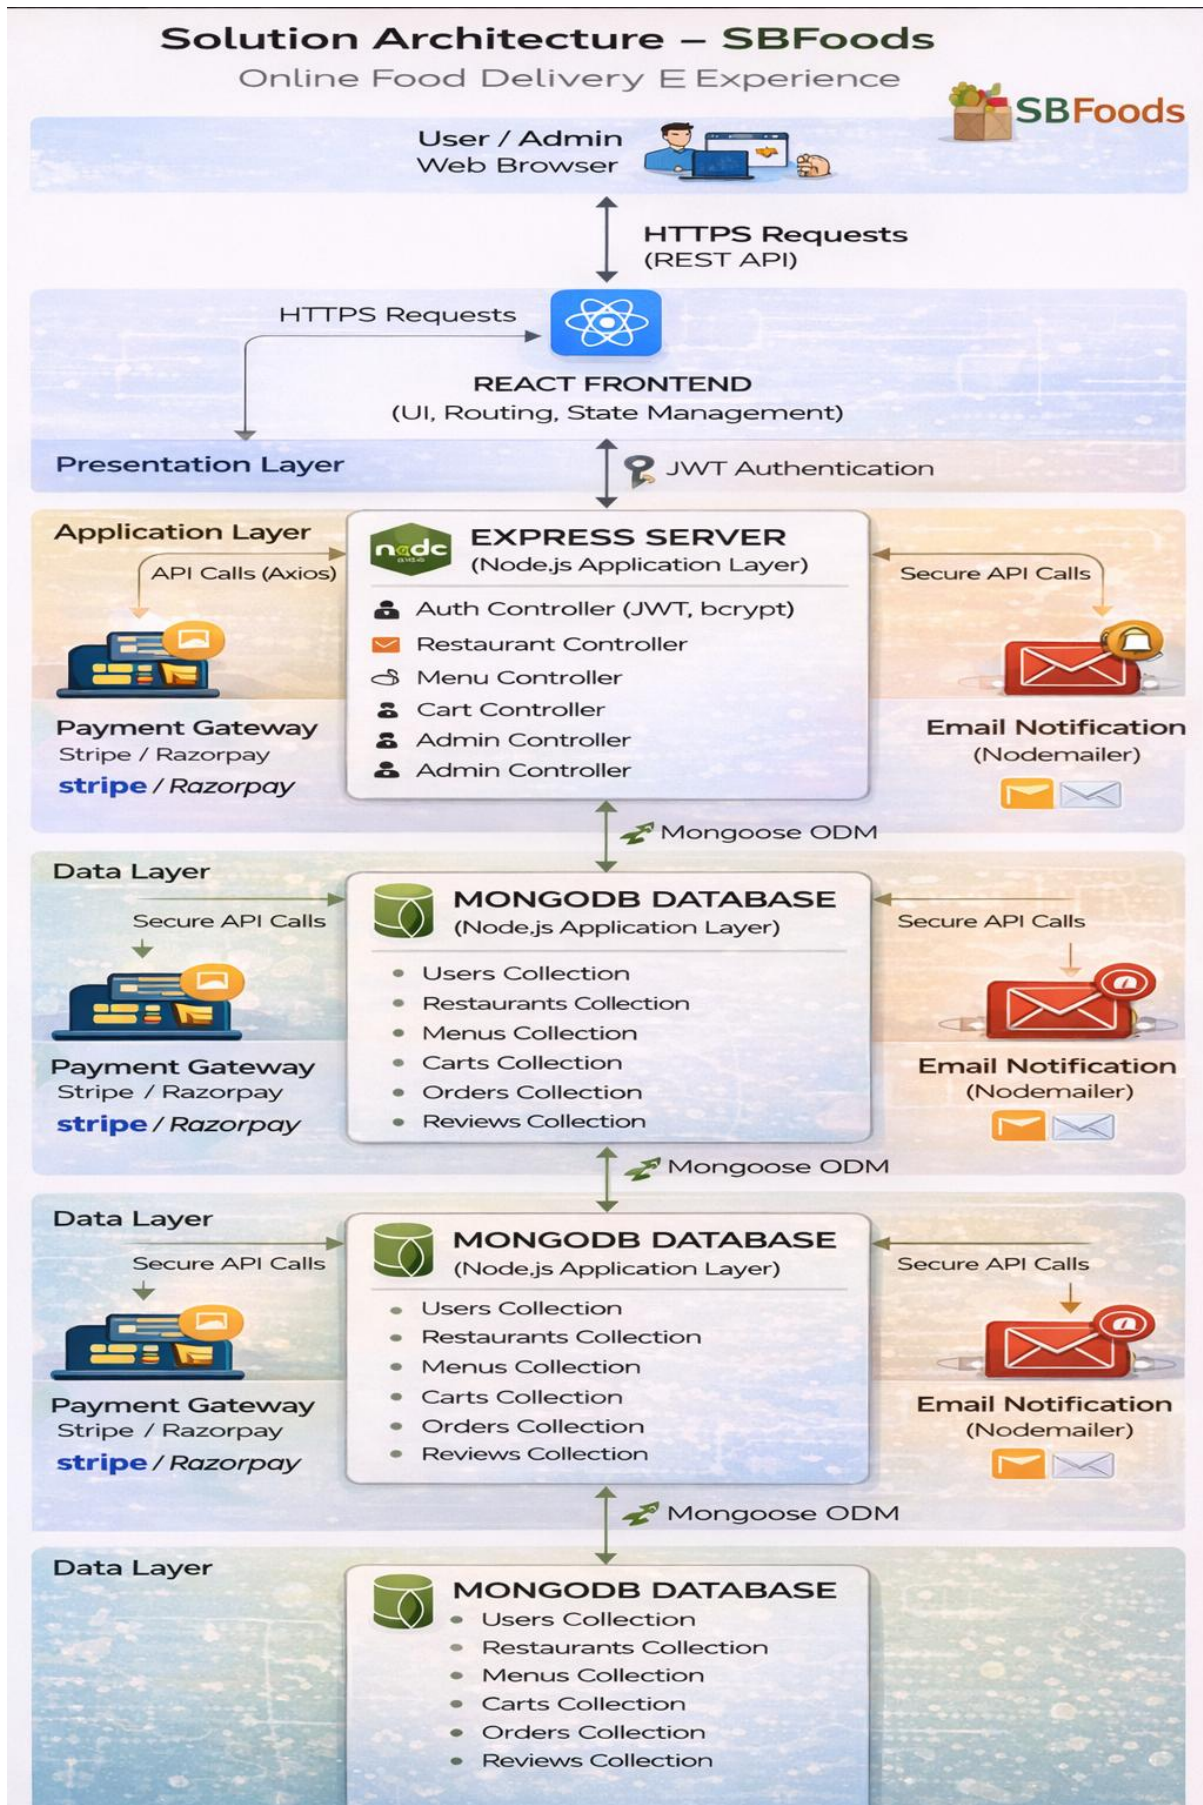 Solution Architecture – SBFoods
Online Food Delivery E Experience
SBFoods
User / Admin
Web Browser
HTTPS Requests
(REST API)
HTTPS Requests
REACT FRONTEND
(UI, Routing, State Management)
Presentation Layer
JWT Authentication
Application Layer
API Calls (Axios)
EXPRESS SERVER
(Node.js Application Layer)
Auth Controller (JWT, bcrypt)
Restaurant Controller
Menu Controller
Cart Controller
Admin Controller
Admin Controller
Secure API Calls
Payment Gateway
Stripe / Razorpay
stripe / Razorpay
Email Notification
(Nodemailer)
Mongoose ODM
Data Layer
Secure API Calls
MONGODB DATABASE
(Node.js Application Layer)
Users Collection
Restaurants Collection
Menus Collection
Carts Collection
Orders Collection
Reviews Collection
Secure API Calls
Payment Gateway
Stripe / Razorpay
stripe / Razorpay
Email Notification
(Nodemailer)
Mongoose ODM
Data Layer
Secure API Calls
MONGODB DATABASE
(Node.js Application Layer)
Users Collection
Restaurants Collection
Menus Collection
Carts Collection
Orders Collection
Reviews Collection
Secure API Calls
Payment Gateway
Stripe / Razorpay
stripe / Razorpay
Email Notification
(Nodemailer)
Mongoose ODM
Data Layer
MONGODB DATABASE
Users Collection
Restaurants Collection
Menus Collection
Carts Collection
Orders Collection
Reviews Collection